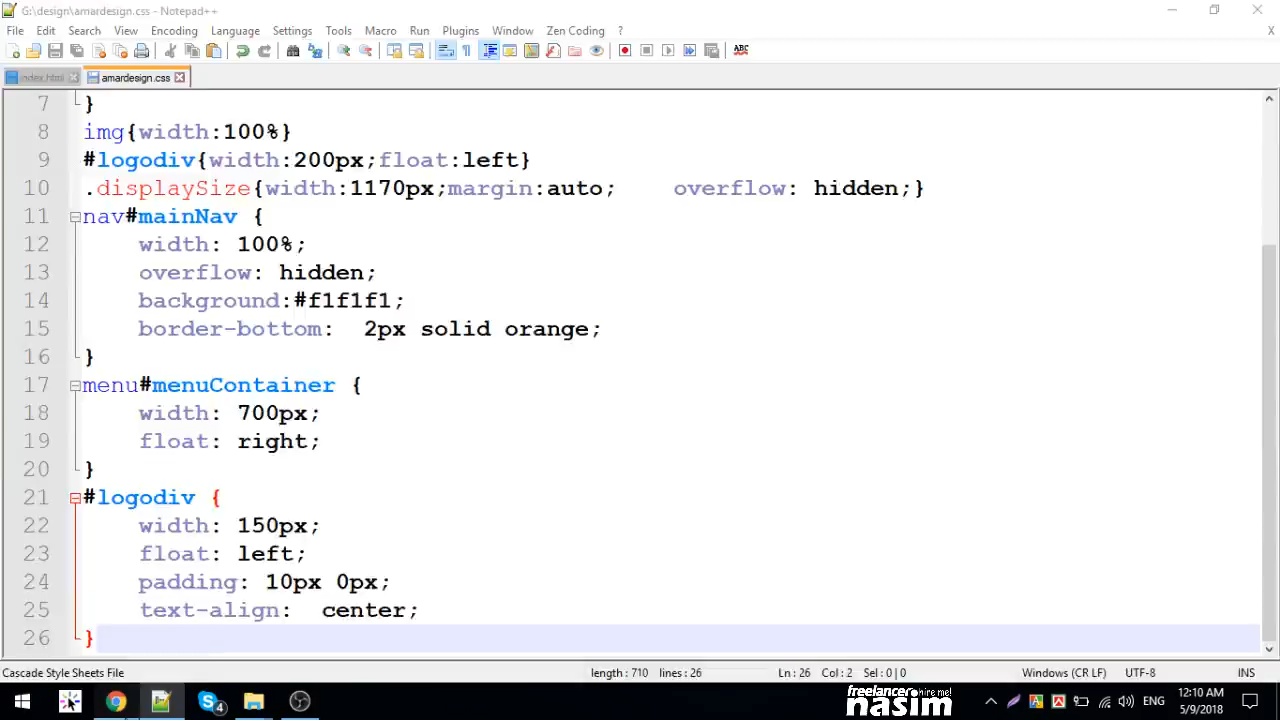 G:\design\amardesign.css - Notepad++
File Edit Search View Encoding Language Settings Tools Macro Run Plugins Window Zen Coding ? X
ABC
index.html amardesign.css
7 }
8 img{width:100%}
9 #logodiv{width:200px;float:left}
10 .displaySize{width:1170px;margin:auto; overflow: hidden;}
11 nav#mainNav {
12 width: 100%;
13 overflow: hidden;
14 background:#f1f1f1;
15 border-bottom: 2px solid orange;
16 }
17 menu#menuContainer {
18 width: 700px;
19 float: right;
20 }
21 #logodiv {
22 width: 150px;
23 float: left;
24 padding: 10px 0px;
25 text-align: center;
26 }
Cascade Style Sheets File length: 710 lines: 26 Ln: 26 Col: 2 Sel: 0 | 0 Windows (CR LF) UTF-8 INS
4 freelancer hire me! nasim ENG 12:10 AM
5/9/2018